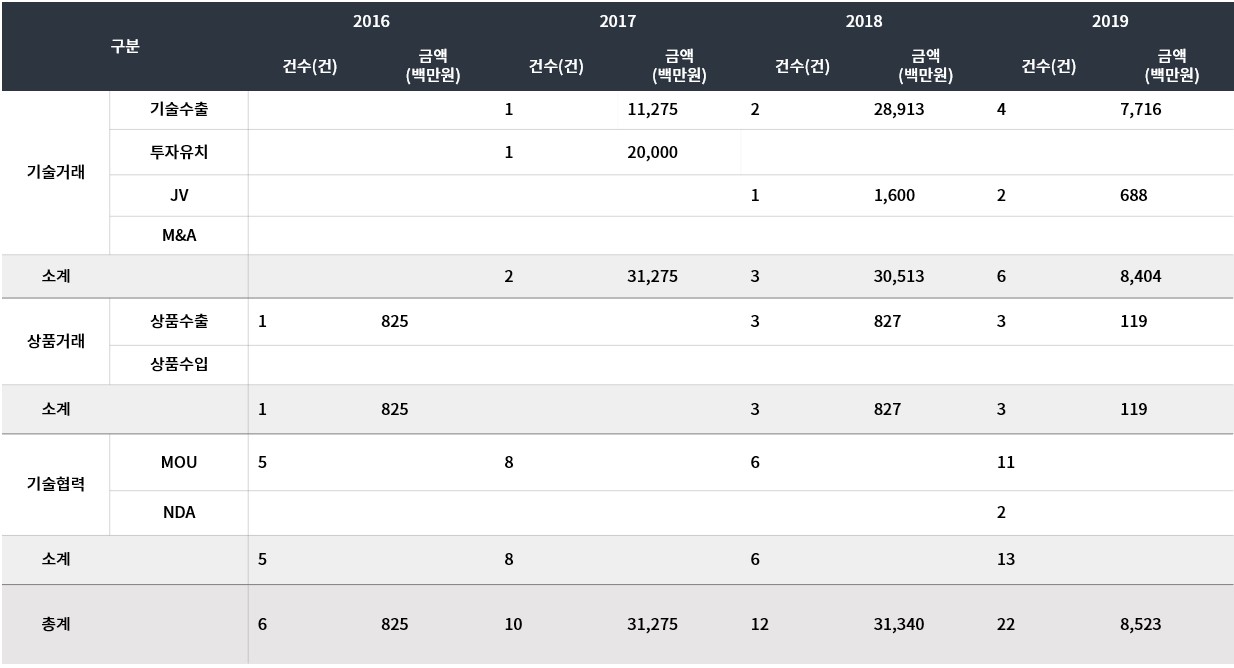 구분 2016 2017 2018 2019
건수(건) 금액 (백만원) 건수(건) 금액 (백만원) 건수(건) 금액 (백만원) 건수(건) 금액 (백만원)
기술거래
기술수출 1 11,275 2 28,913 4 7,716
투자유치 1 20,000
JV 1 1,600 2 688
M&A
소계 2 31,275 3 30,513 6 8,404
상품거래
상품수출 1 825 3 827 3 119
상품수입
소계 1 825 3 827 3 119
기술협력
MOU 5 8 6 11
NDA 2
소계 5 8 6 13
총계 6 825 10 31,275 12 31,340 22 8,523